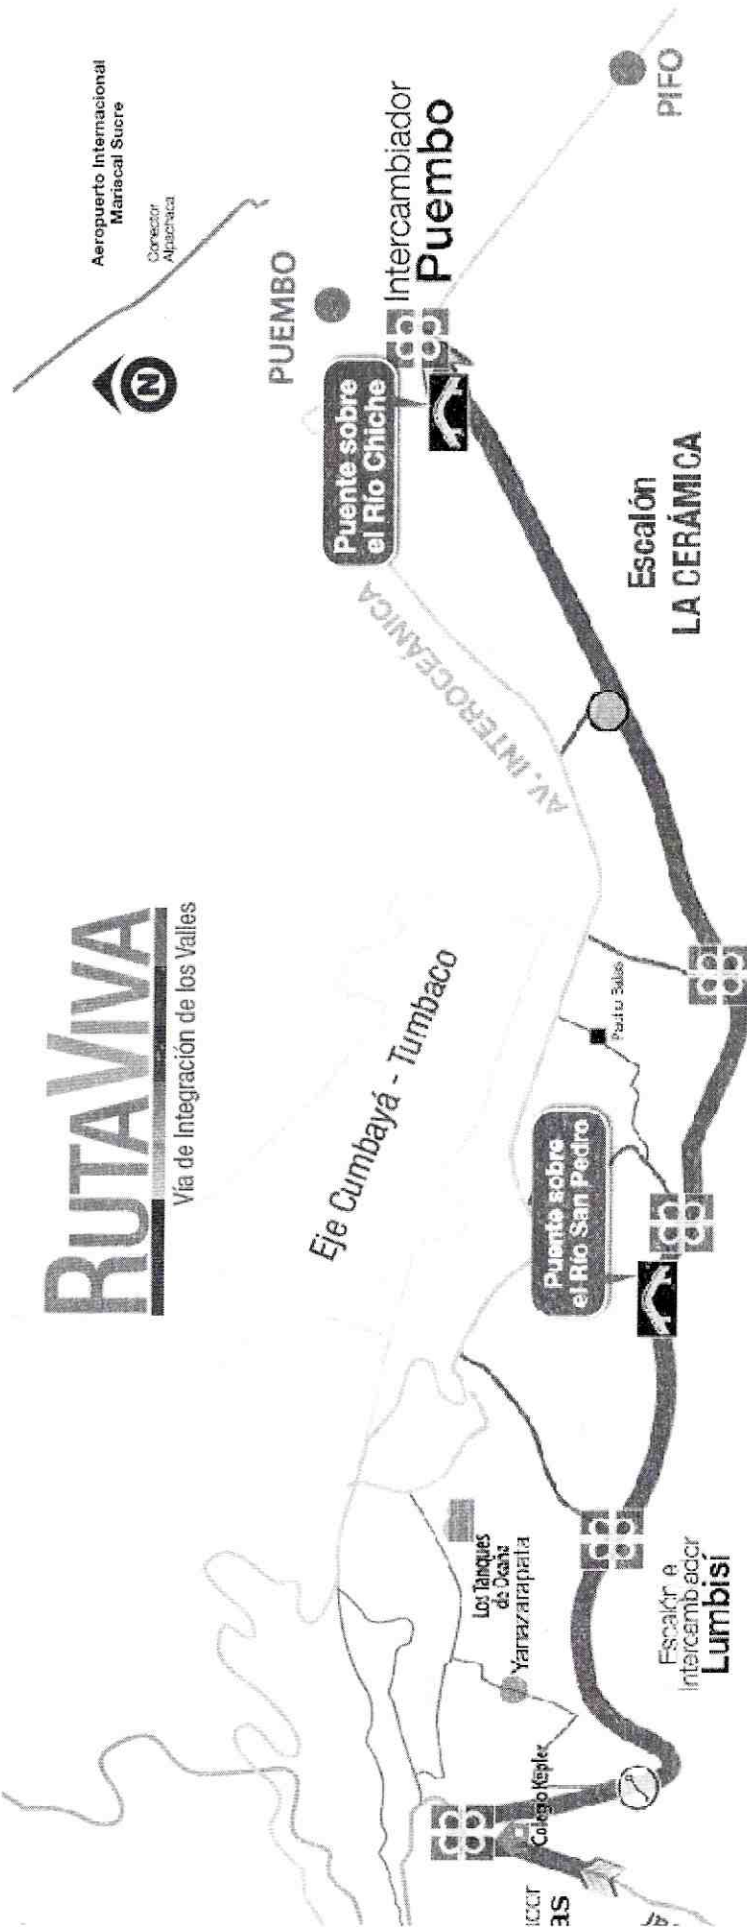 RUTAVIVA
Vía de Integración de los Valles
Aeropuerto Internacional
Mariscal Sucre
Conector
Alpachaca
N
PUEMBO
Intercambiador
Puembo
PIFO
Puente sobre
el Río Chiche
AV. INTEROCEÁNICA
Escalón
LA CERÁMICA
Eje Cumbayá - Tumbaco
Puente sobre
el Río San Pedro
Los Tanques
de Ocaña
Yanazarapata
Escalón e
Intercambiador
Lumbisí
Colegio Kepler
as